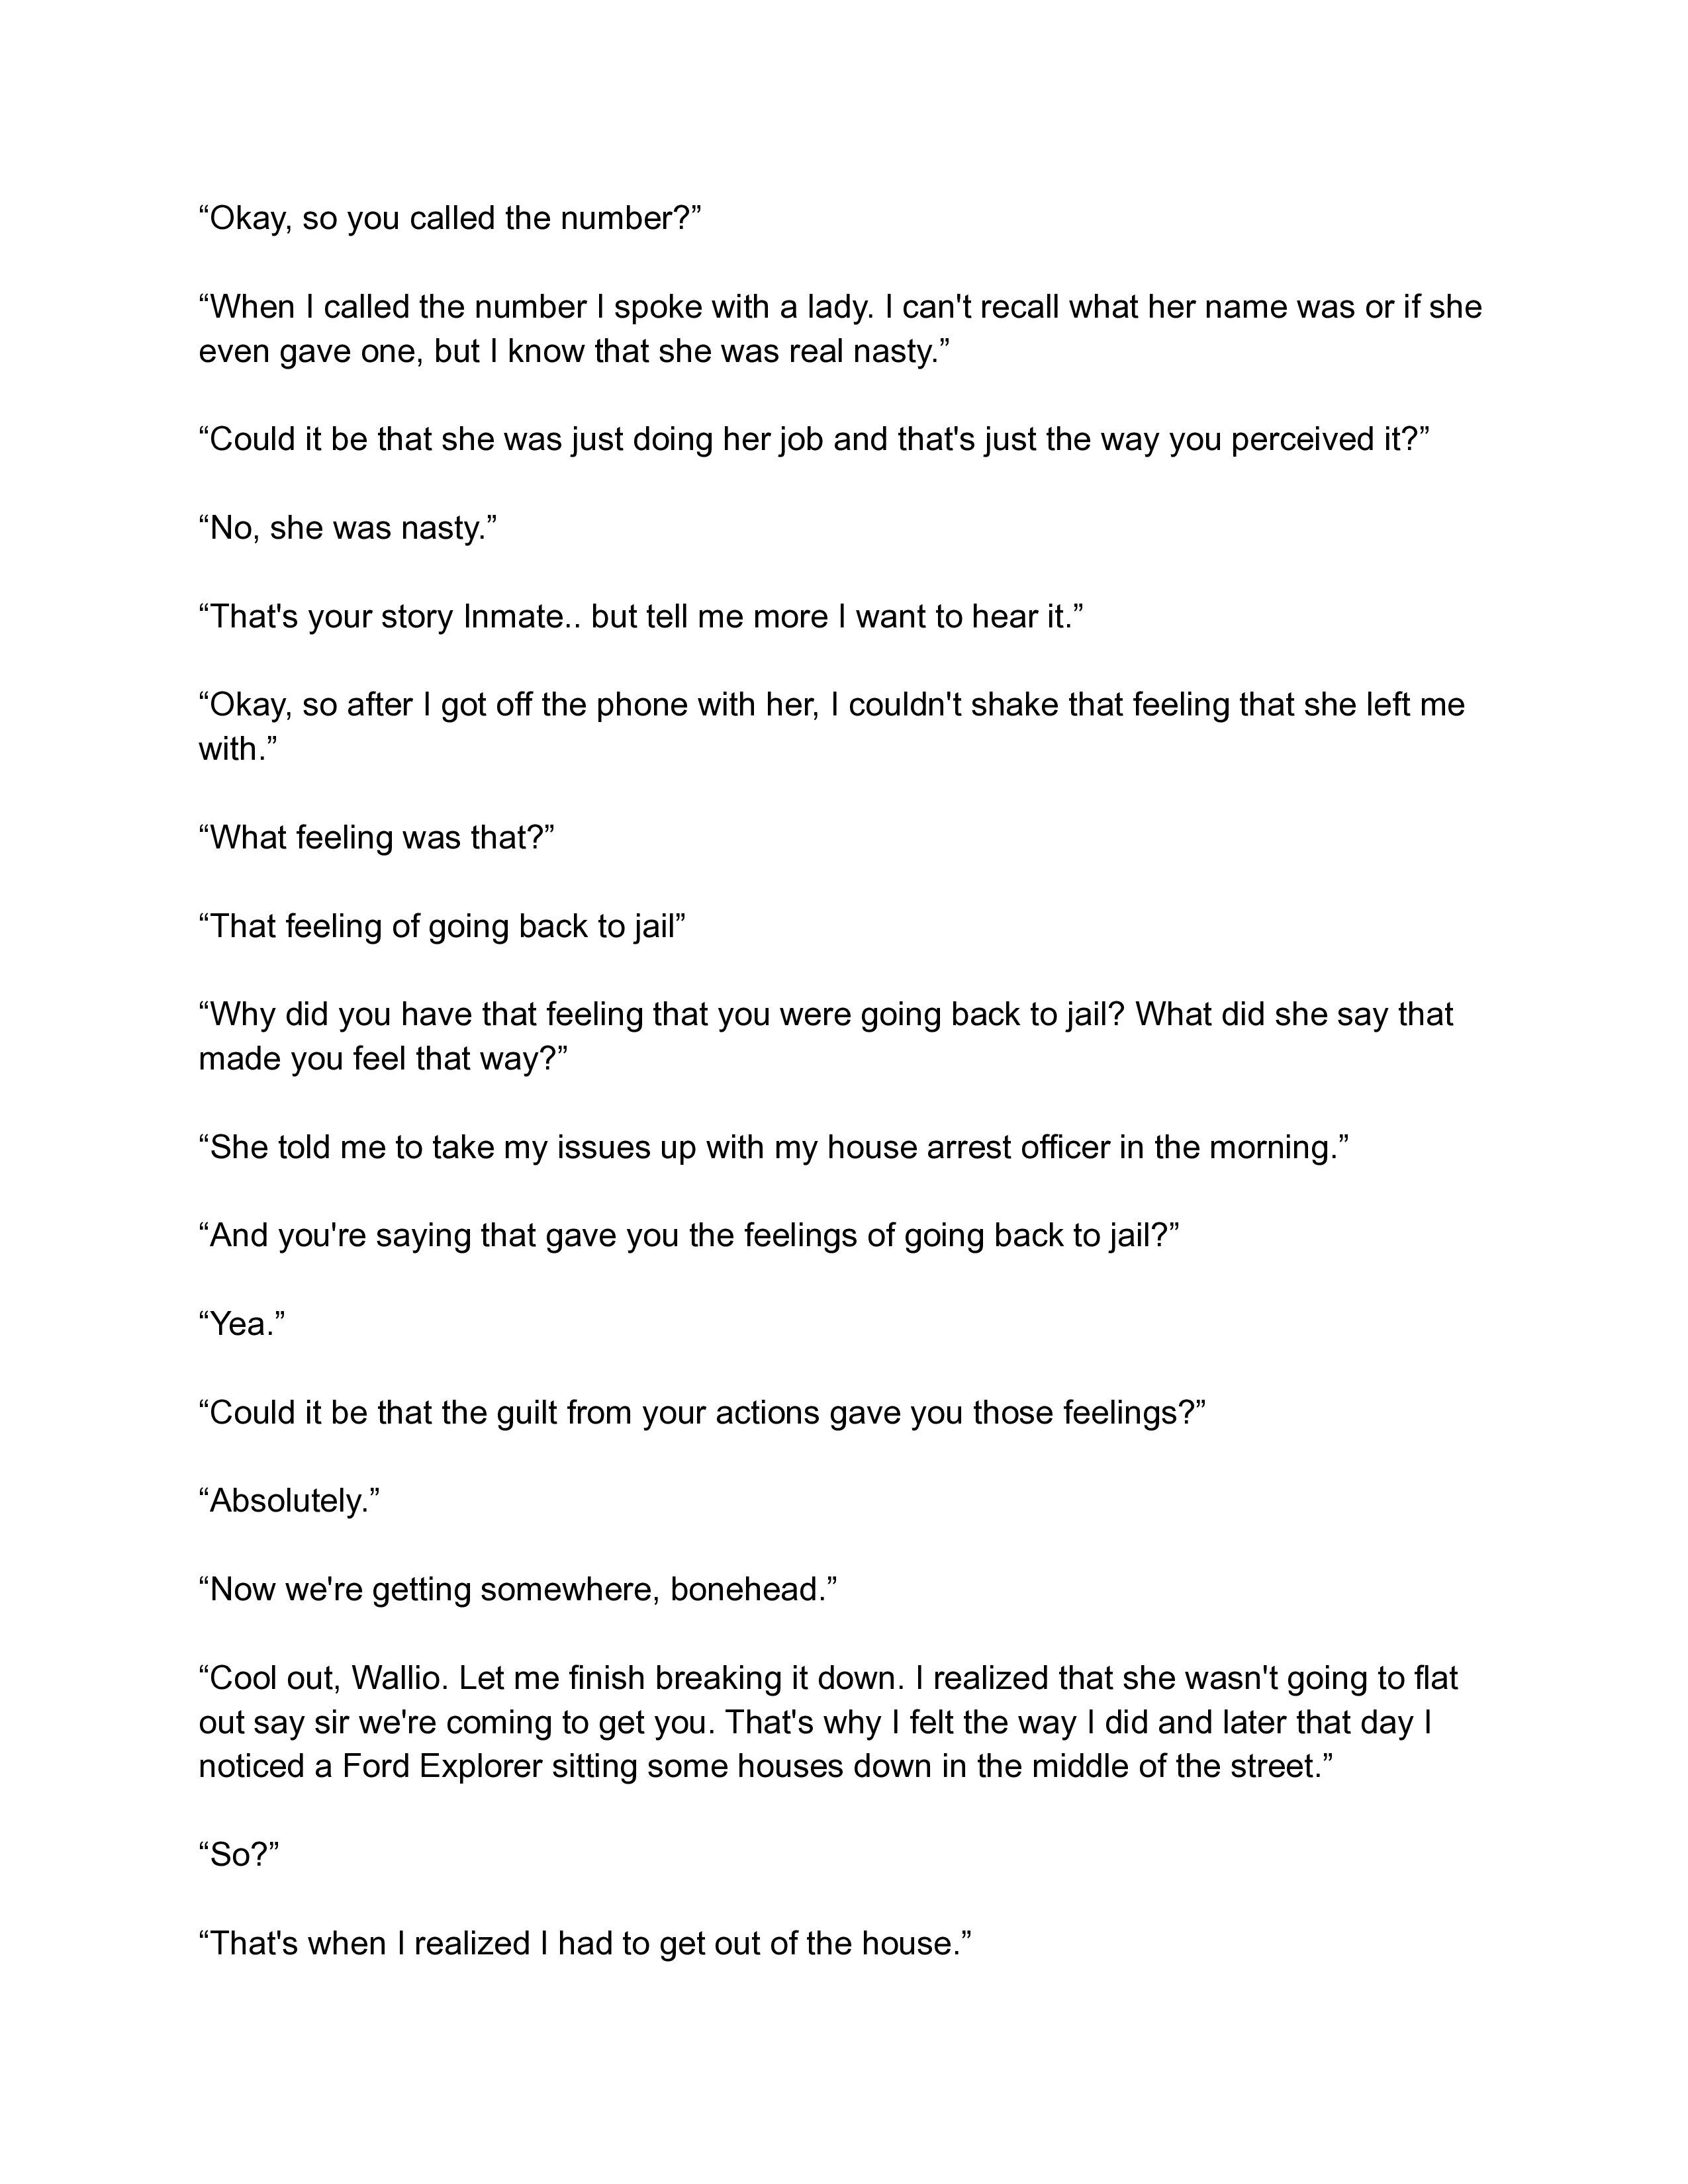 “Okay, so you called the number?”
“When I called the number I spoke with a lady. I can't recall what her name was or if she
even gave one, but I know that she was real nasty.”
“Could it be that she was just doing her job and that's just the way you perceived it?”
“No, she was nasty.”
“That's your story Inmate.. but tell me more I want to hear it.”
“Okay, so after I got off the phone with her, I couldn't shake that feeling that she left me
with.”
“What feeling was that?”
“That feeling of going back to jail”
“Why did you have that feeling that you were going back to jail? What did she say that
made you feel that way?”
“She told me to take my issues up with my house arrest officer in the morning.”
“And you're saying that gave you the feelings of going back to jail?”
“Yea.”
“Could it be that the guilt from your actions gave you those feelings?”
“Absolutely.”
“Now we're getting somewhere, bonehead.”
“Cool out, Wallio. Let me finish breaking it down. I realized that she wasn't going to flat
out say sir we're coming to get you. That's why I felt the way I did and later that day I
noticed a Ford Explorer sitting some houses down in the middle of the street.”
“So?”
“That's when I realized I had to get out of the house.”